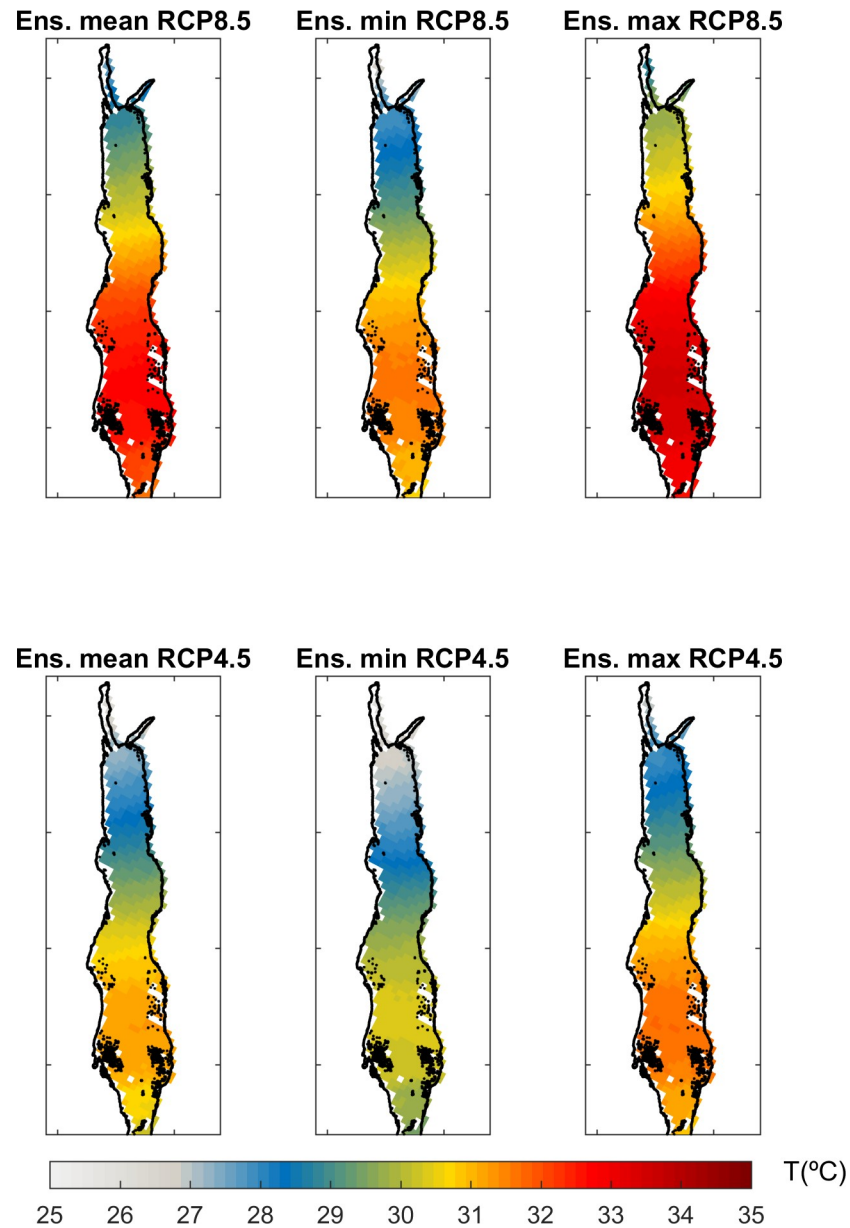 Ens. mean RCP8.5 Ens. min RCP8.5 Ens. max RCP8.5
Ens. mean RCP4.5 Ens. min RCP4.5 Ens. max RCP4.5
T(ºC)
25 26 27 28 29 30 31 32 33 34 35